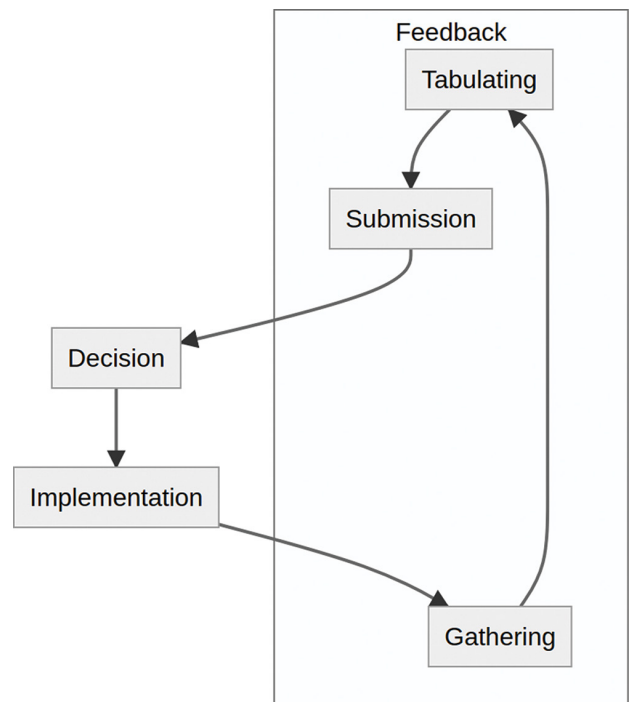 Feedback
Tabulating
Submission
Decision
Implementation
Gathering